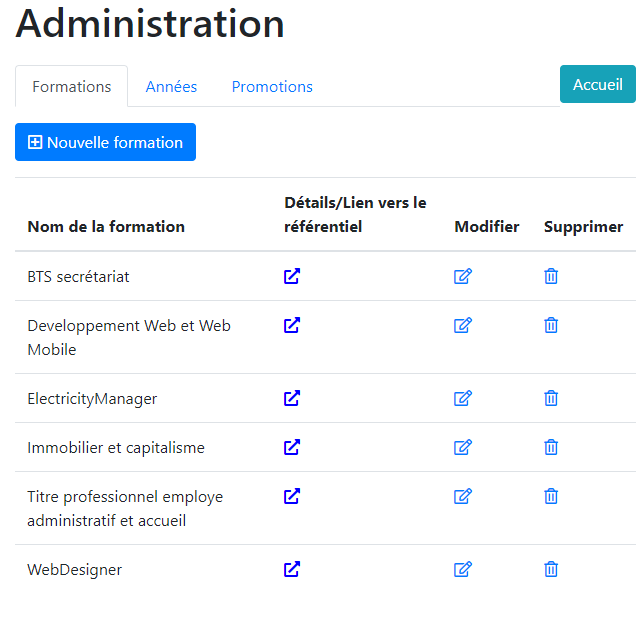 Administration
Formations Années Promotions Accueil
Nouvelle formation
Nom de la formation Détails/Lien vers le référentiel Modifier Supprimer
BTS secrétariat
Developpement Web et Web
Mobile
ElectricityManager
Immobilier et capitalisme
Titre professionnel employe
administratif et accueil
WebDesigner